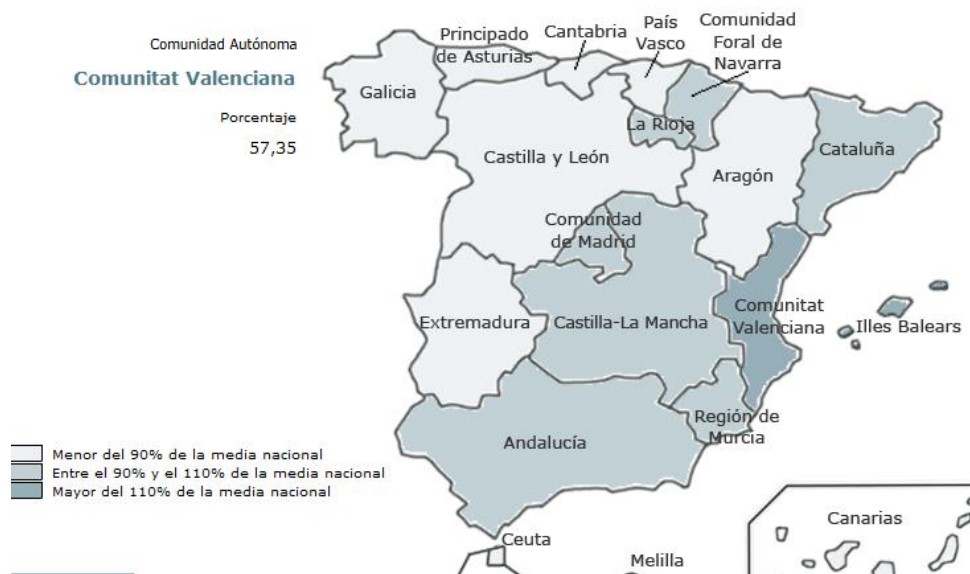 Comunidad Autónoma
Comunitat Valenciana
Porcentaje
57,35
Principado
de Asturias
Cantabria
País
Vasco
Comunidad
Foral de
Navarra
Galicia
La Rioja
Castilla y León
Aragón
Cataluña
Comunidad
de Madrid
Extremadura
Castilla-La Mancha
Comunitat
Valenciana
Illes Balears
Región de
Murcia
Andalucía
Menor del 90% de la media nacional
Entre el 90% y el 110% de la media nacional
Mayor del 110% de la media nacional
Canarias
Ceuta
Melilla